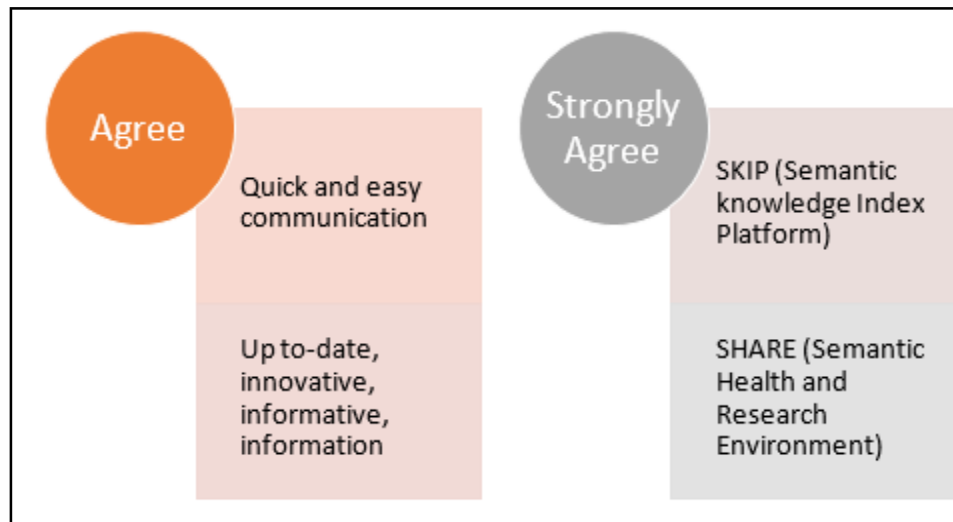 Agree
Quick and easy
communication
Up to-date,
innovative,
informative,
information
Strongly
Agree
SKIP (Semantic
knowledge Index
Platform)
SHARE (Semantic
Health and
Research
Environment)